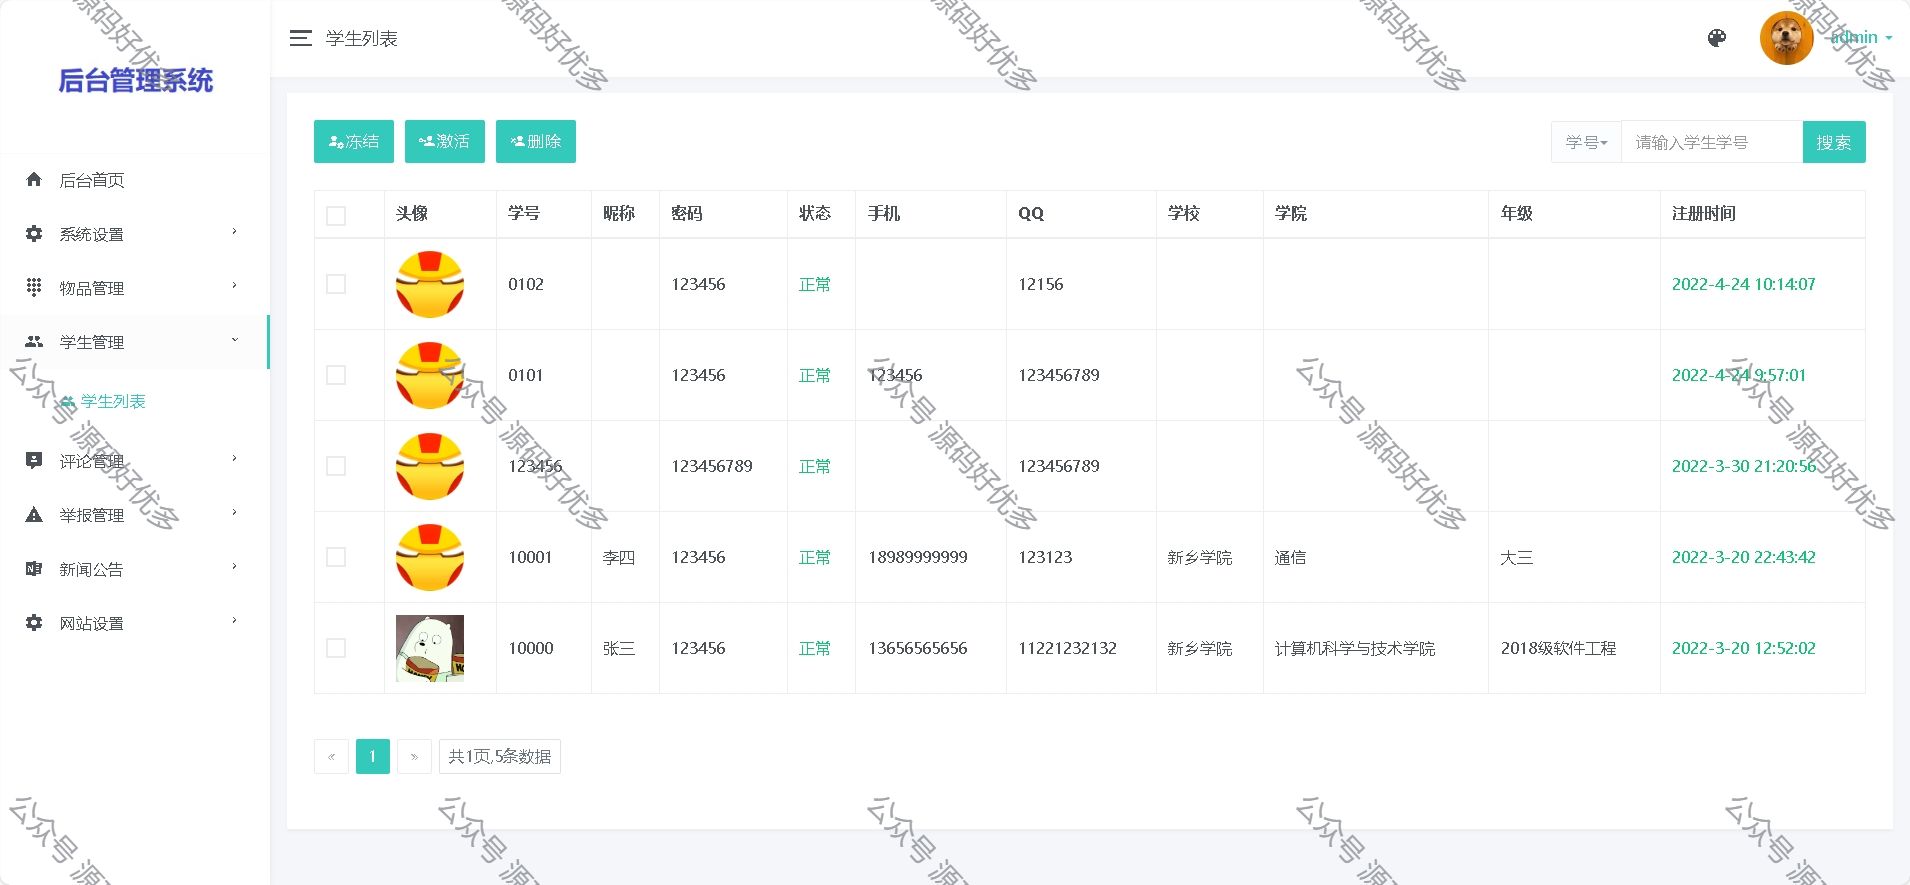 后台管理系统
学生列表
admin
后台首页
系统设置
物品管理
学生管理
学生列表
评论管理
举报管理
新闻公告
网站设置
冻结 激活 删除
学号 请输入学生学号 搜索
头像 学号 昵称 密码 状态 手机 QQ 学校 学院 年级 注册时间
0102 123456 正常 12156 2022-4-24 10:14:07
0101 123456 正常 123456 123456789 2022-4-24 9:57:01
123456 123456789 正常 123456789 2022-3-30 21:20:56
10001 李四 123456 正常 18989999999 123123 新乡学院 通信 大三 2022-3-20 22:43:42
10000 张三 123456 正常 13656565656 11221232132 新乡学院 计算机科学与技术学院 2018级软件工程 2022-3-20 12:52:02
« 1 » 共1页,5条数据
公众号 源码好优多